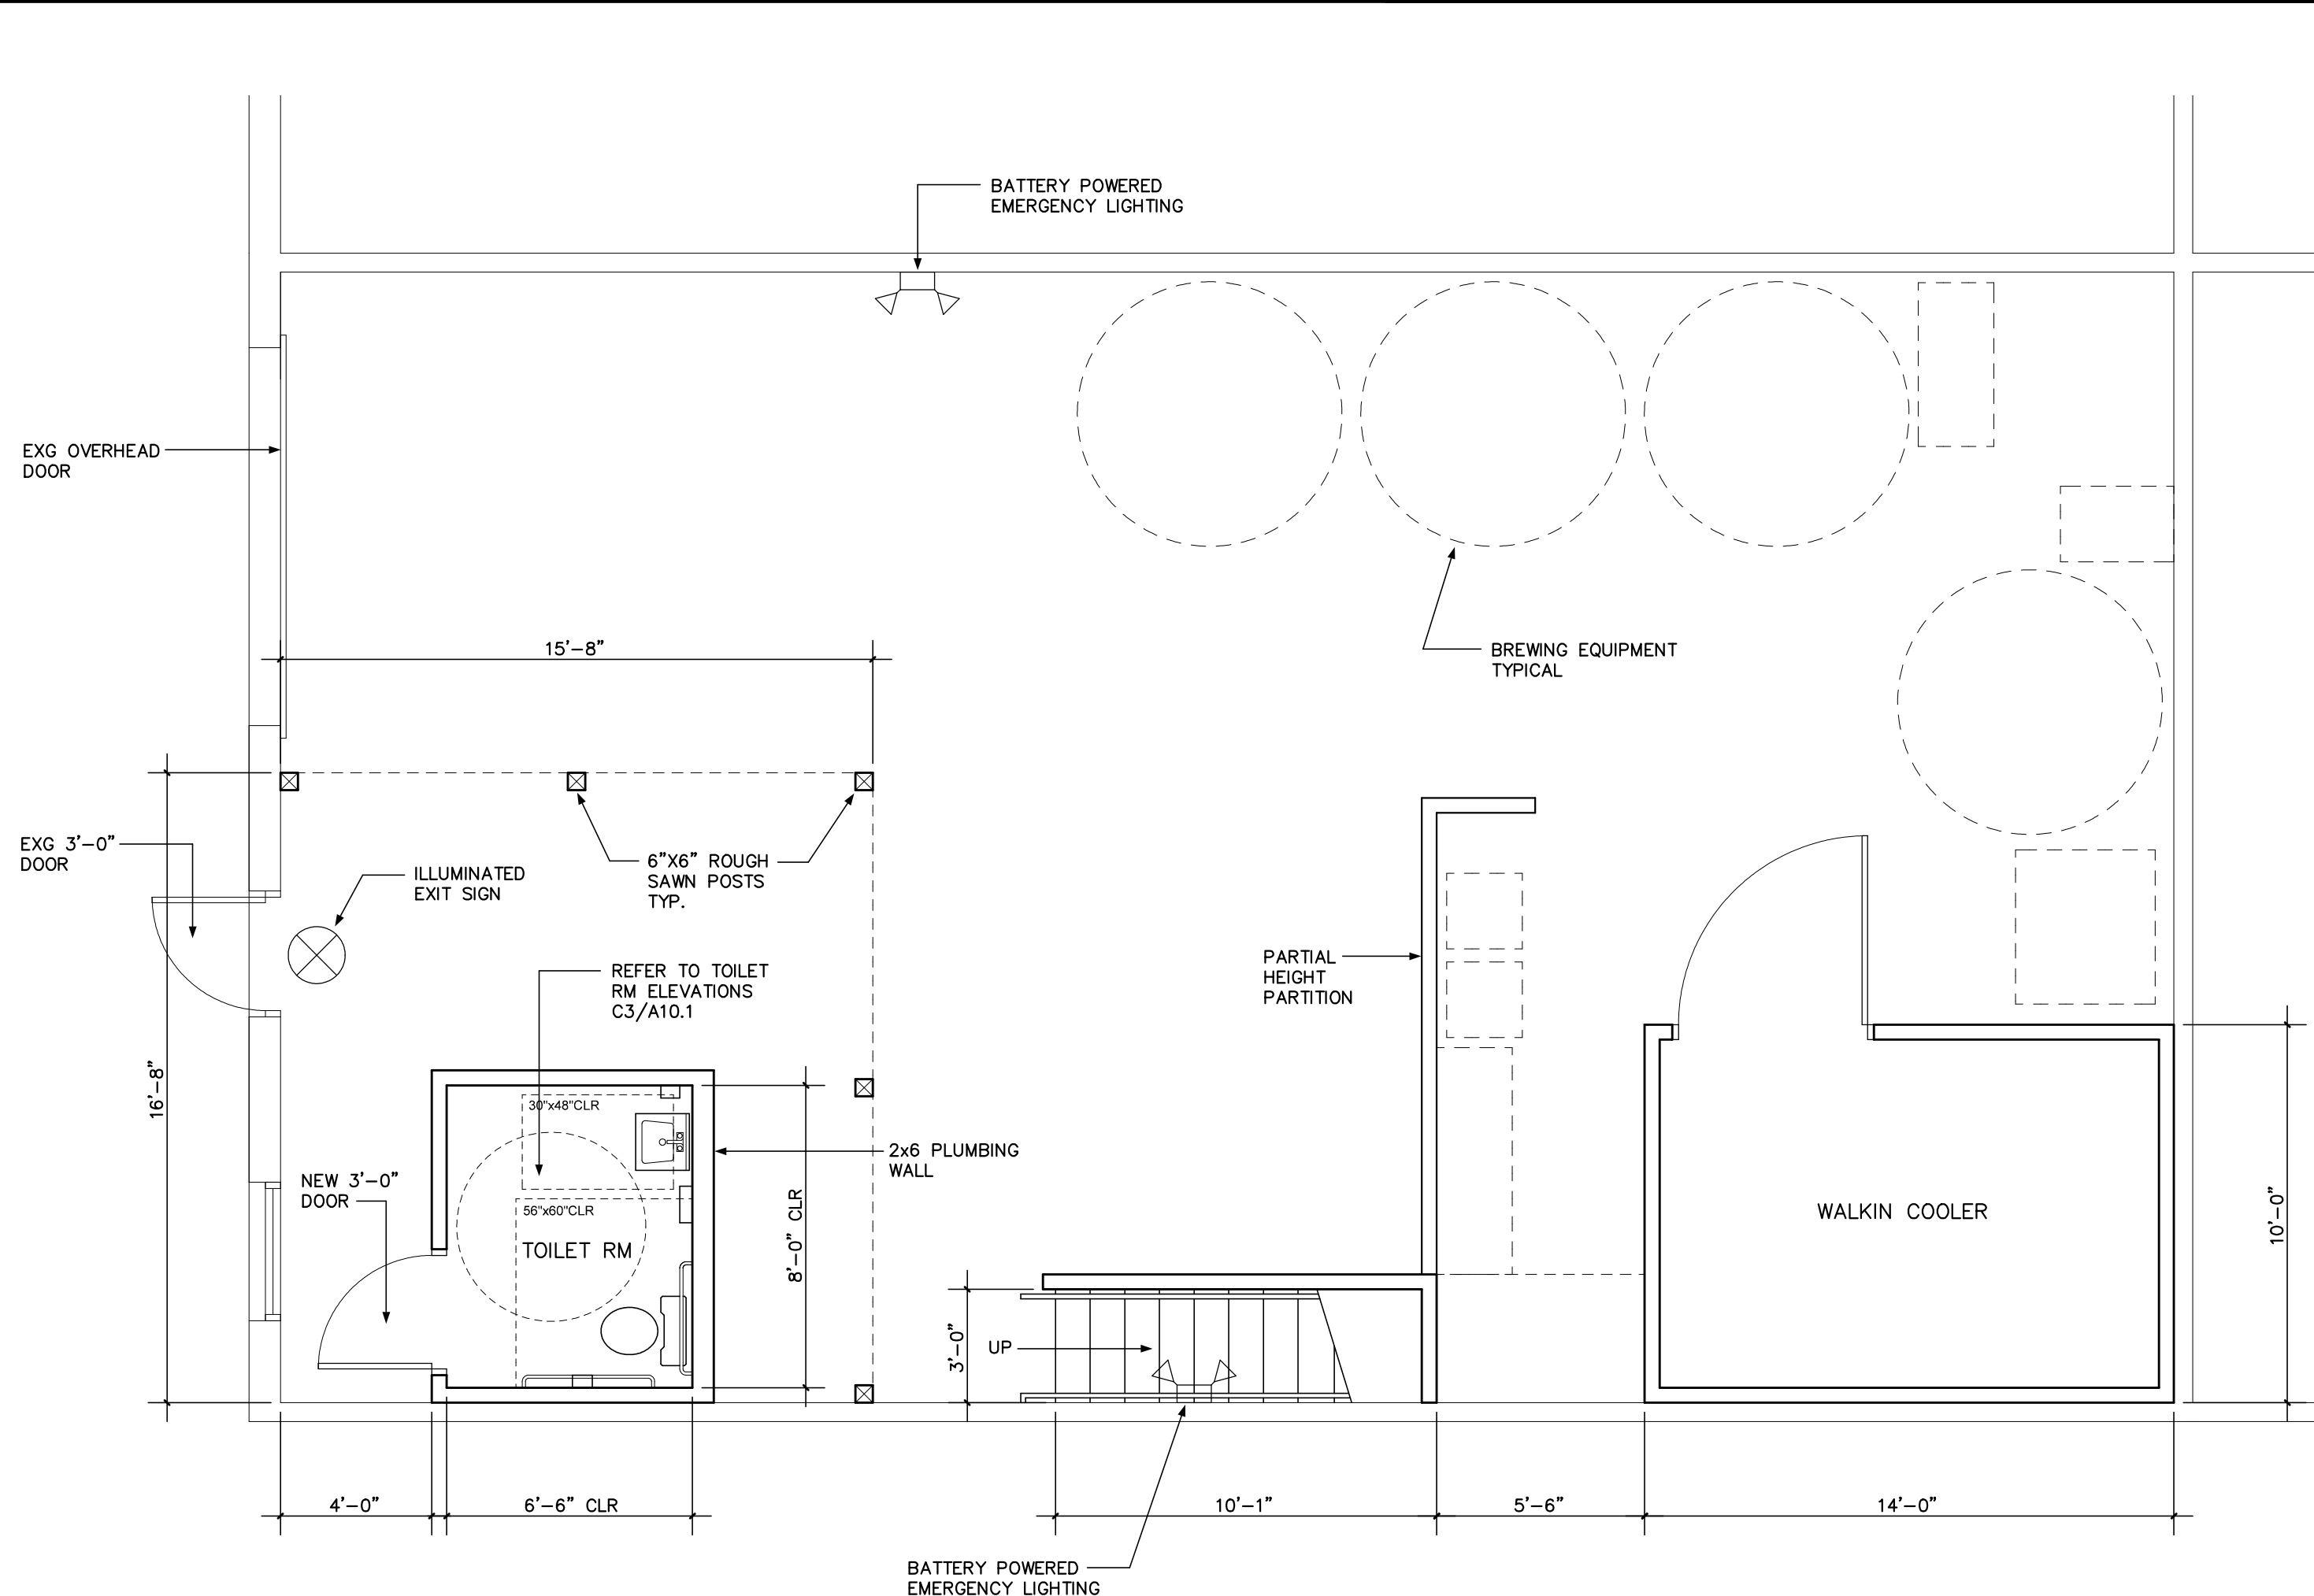 BATTERY POWERED
EMERGENCY LIGHTING
EXG OVERHEAD
DOOR
15'-8"
BREWING EQUIPMENT
TYPICAL
EXG 3'-0"
DOOR
ILLUMINATED
EXIT SIGN
6"X6" ROUGH
SAWN POSTS
TYP.
REFER TO TOILET
RM ELEVATIONS
C3/A10.1
PARTIAL
HEIGHT
PARTITION
16'-8"
30"x48"CLR
2x6 PLUMBING
WALL
NEW 3'-0"
DOOR
56"x60"CLR
TOILET RM
8'-0" CLR
WALKIN COOLER
10'-0"
3'-0"
UP
4'-0"
6'-6" CLR
10'-1"
5'-6"
14'-0"
BATTERY POWERED
EMERGENCY LIGHTING